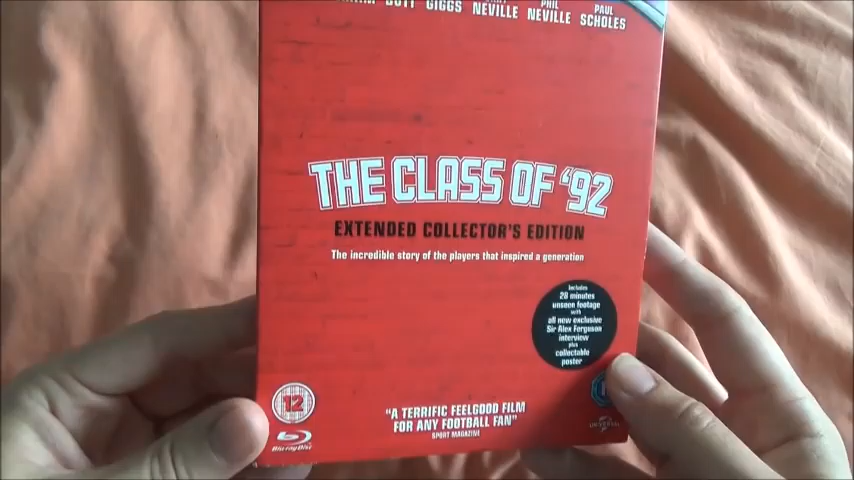 BUTT GIGGS NEVILLE PHIL NEVILLE PAUL SCHOLES
THE CLASS OF '92
EXTENDED COLLECTOR'S EDITION
The incredible story of the players that inspired a generation
Includes
28 minutes
unseen footage
with
all new exclusive
Sir Alex Ferguson
interview
plus
collectable
poster
12
Blu-ray Disc
"A TERRIFIC FEELGOOD FILM
FOR ANY FOOTBALL FAN"
SPORT MAGAZINE
UNIVERSAL